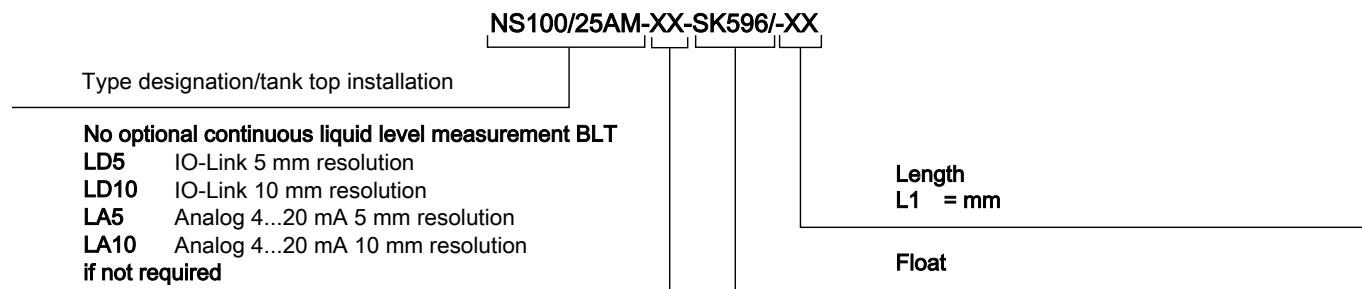 NS100/25AM-XX-SK596/-XX
Type designation/tank top installation
No optional continuous liquid level measurement BLT
LD5 IO-Link 5 mm resolution
LD10 IO-Link 10 mm resolution
LA5 Analog 4...20 mA 5 mm resolution
LA10 Analog 4...20 mA 10 mm resolution
if not required
Length
L1 = mm
Float